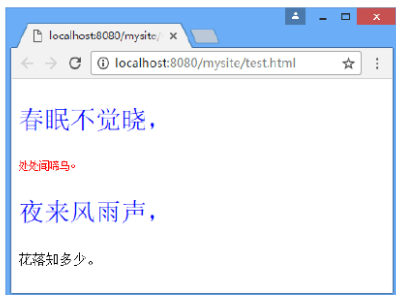 localhost:8080/mysite/
localhost:8080/mysite/test.html
春眠不觉晓，
处处闻啼鸟。
夜来风雨声，
花落知多少。